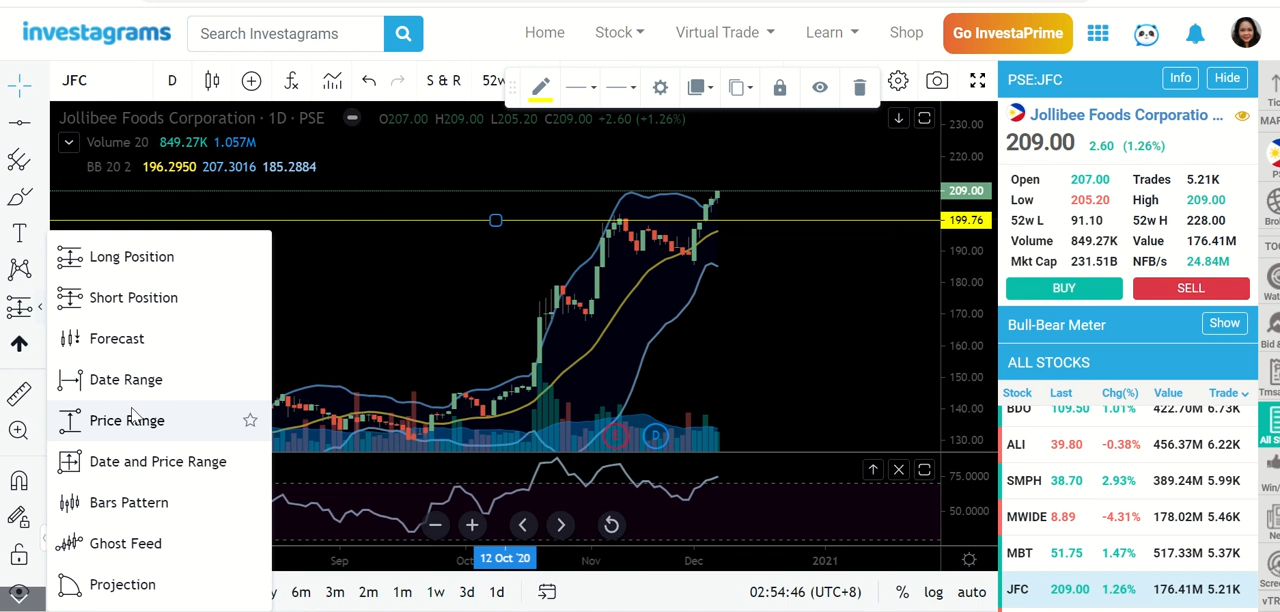 investagrams
Search Investagrams
Home
Stock
Virtual Trade
Learn
Shop
Go InvestaPrime
JFC
D
S & R
52w
Jollibee Foods Corporation · 1D · PSE
O207.00 H209.00 L205.20 C209.00 +2.60 (+1.26%)
Volume 20 849.27K 1.057M
BB 20 2 196.2950 207.3016 185.2884
230.00
220.00
209.00
199.76
190.00
180.00
170.00
160.00
150.00
140.00
130.00
75.0000
50.0000
Long Position
Short Position
Forecast
Date Range
Price Range
Date and Price Range
Bars Pattern
Ghost Feed
Projection
E
D
Sep
Oct
12 Oct '20
Nov
Dec
2021
y 6m 3m 2m 1m 1w 3d 1d
02:54:46 (UTC+8)
% log auto
PSE:JFC
Info
Hide
Jollibee Foods Corporatio ...
209.00 2.60 (1.26%)
Open 207.00 Trades 5.21K
Low 205.20 High 209.00
52w L 91.10 52w H 228.00
Volume 849.27K Value 176.41M
Mkt Cap 231.51B NFB/s 24.84M
BUY
SELL
Bull-Bear Meter
Show
ALL STOCKS
Stock Last Chg(%) Value Trade
BDO 109.50 1.01% 422.70M 6.73K
ALI 39.80 -0.38% 456.37M 6.22K
SMPH 38.70 2.93% 389.24M 5.99K
MWIDE 8.89 -4.31% 178.02M 5.46K
MBT 51.75 1.47% 517.33M 5.37K
JFC 209.00 1.26% 176.41M 5.21K